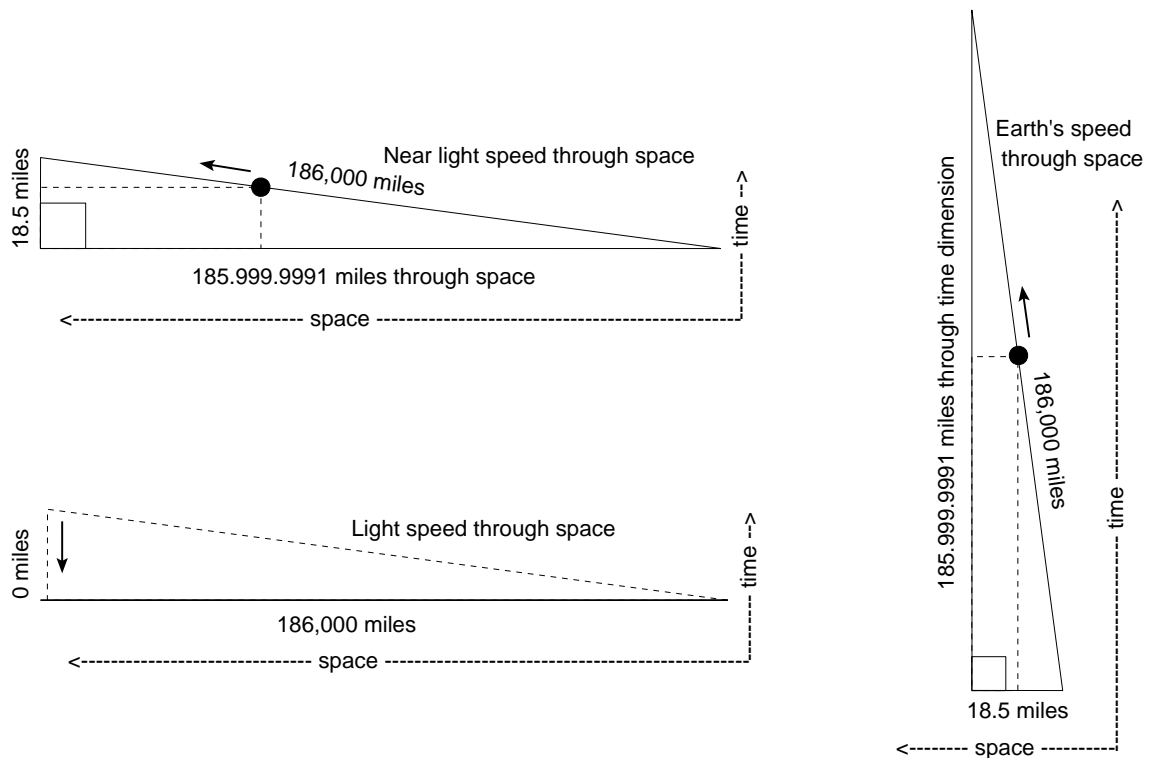 Near light speed through space
186,000 miles
18.5 miles
185.999.9991 miles through space
<---------- space ---------->
time -->
Light speed through space
0 miles
186,000 miles
<---------- space ----------
time -->
Earth's speed
through space
185.999.9991 miles through time dimension
186,000 miles
time
18.5 miles
<------- space ---------